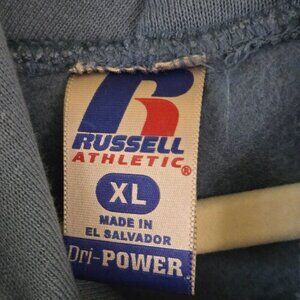 RUSSELL
ATHLETIC®
XL
MADE IN
EL SALVADOR
Dri-POWER